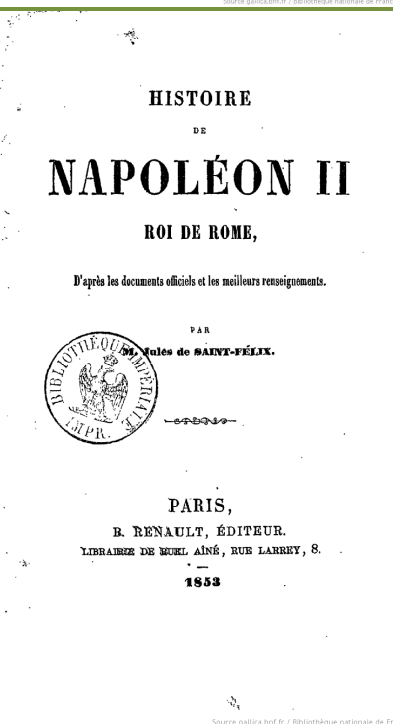 Source gallica.bnf.fr / Bibliothèque nationale de Franc
HISTOIRE
DE
NAPOLÉON II
ROI DE ROME,
D'après les documents officiels et les meilleurs renseignements.
PAR
M. Jules de SAINT-FÉLIX.
BIBLIOTHÈQUE IMPÉRIALE
IMPR.
PARIS,
B. RENAULT, ÉDITEUR.
LIBRAIRIE DE RUEL AÎNÉ, RUE LARREY, 8.
1853
Source gallica.bnf.fr / Bibliothèque nationale de Fr